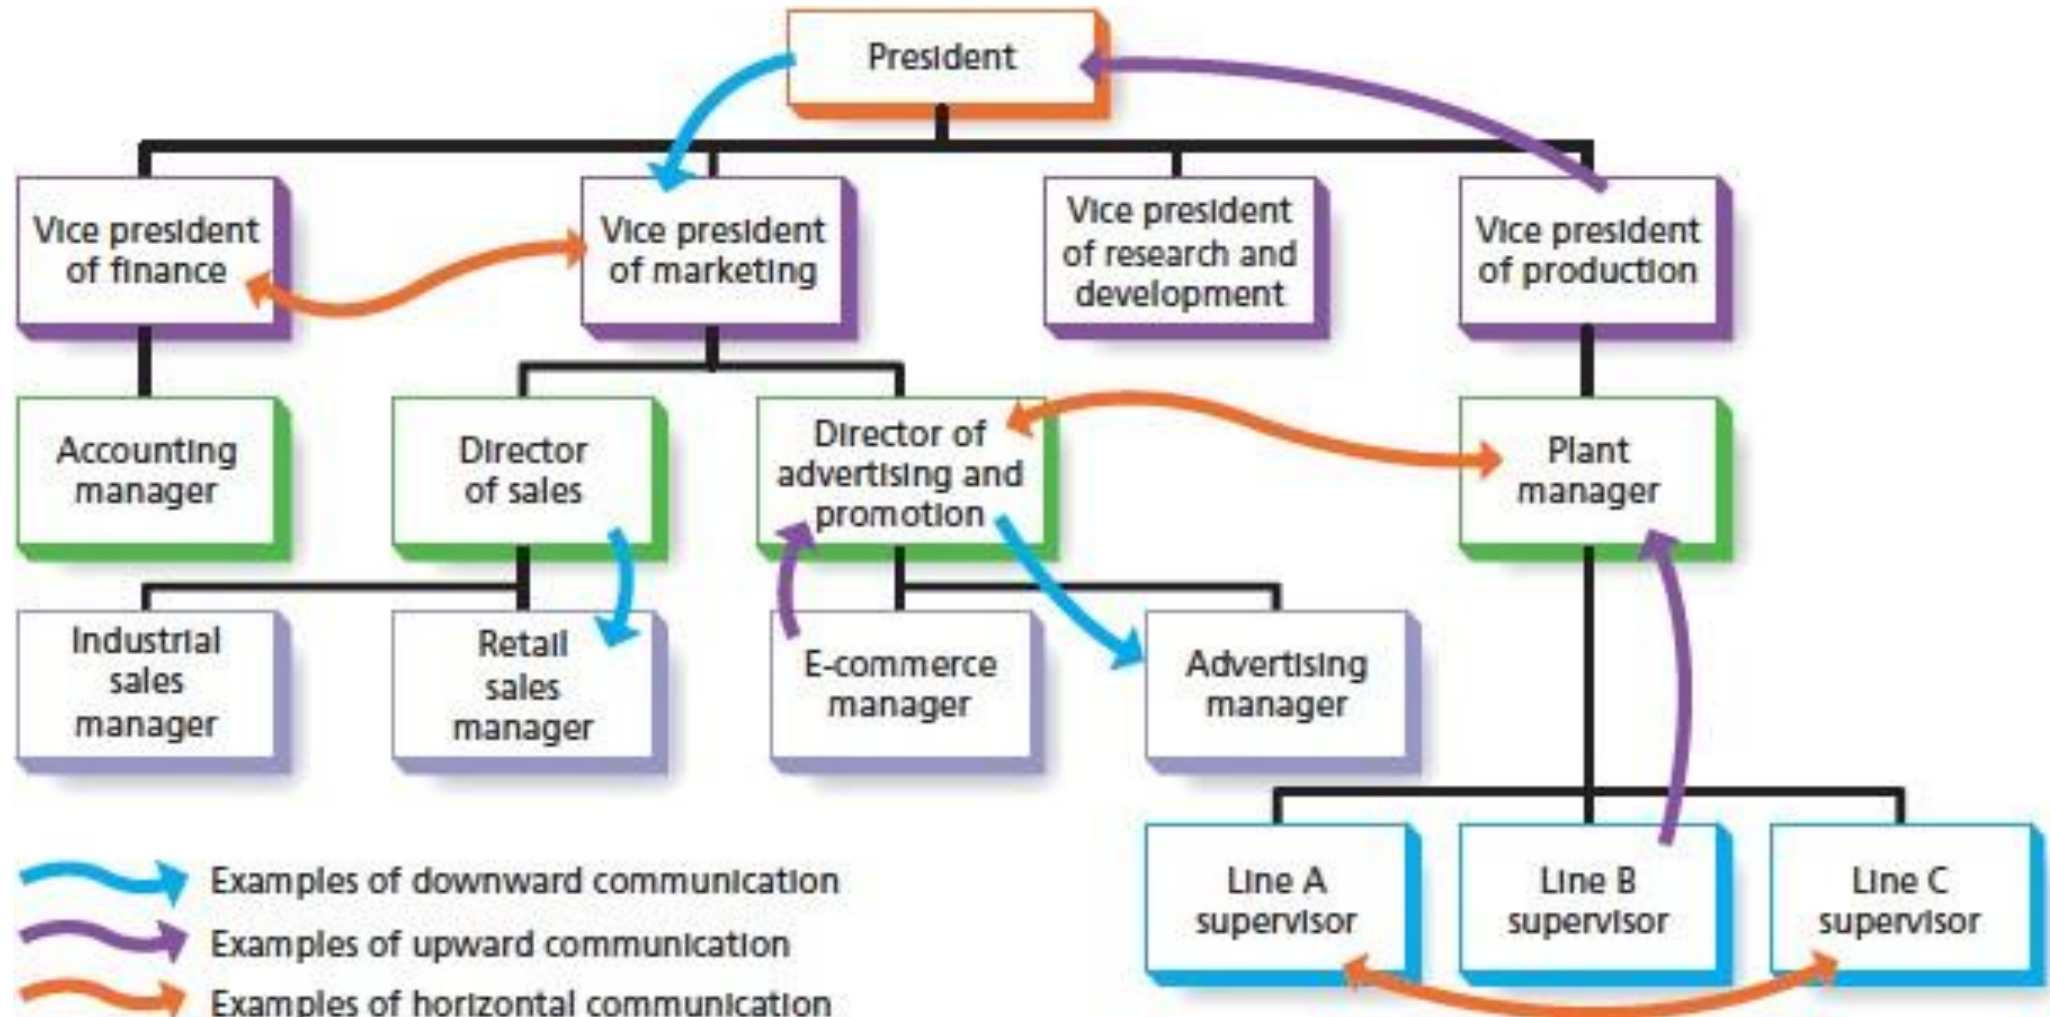 President
Vice president
of finance
Vice president
of marketing
Vice president
of research and
development
Vice president
of production
Accounting
manager
Director
of sales
Director of
advertising and
promotion
Plant
manager
Industrial
sales
manager
Retail
sales
manager
E-commerce
manager
Advertising
manager
Line A
supervisor
Line B
supervisor
Line C
supervisor
Examples of downward communication
Examples of upward communication
Examples of horizontal communication